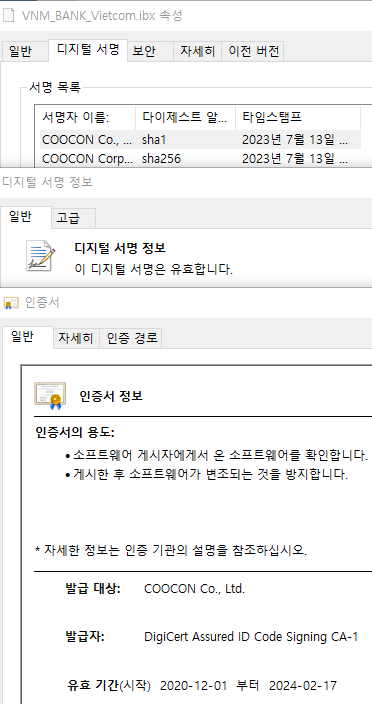 VNM_BANK_Vietcom.ibx 속성
일반 디지털 서명 보안 자세히 이전 버전
서명 목록
서명자 이름: 다이제스트 알... 타임스탬프
COOCON Co., ... sha1 2023년 7월 13일 ...
COOCON Corp... sha256 2023년 7월 13일 ...
디지털 서명 정보
일반 고급
디지털 서명 정보
이 디지털 서명은 유효합니다.
인증서
일반 자세히 인증 경로
인증서 정보
인증서의 용도:
• 소프트웨어 게시자에게서 온 소프트웨어를 확인합니다.
• 게시한 후 소프트웨어가 변조되는 것을 방지합니다.
* 자세한 정보는 인증 기관의 설명을 참조하십시오.
발급 대상: COOCON Co., Ltd.
발급자: DigiCert Assured ID Code Signing CA-1
유효 기간(시작) 2020-12-01 부터 2024-02-17